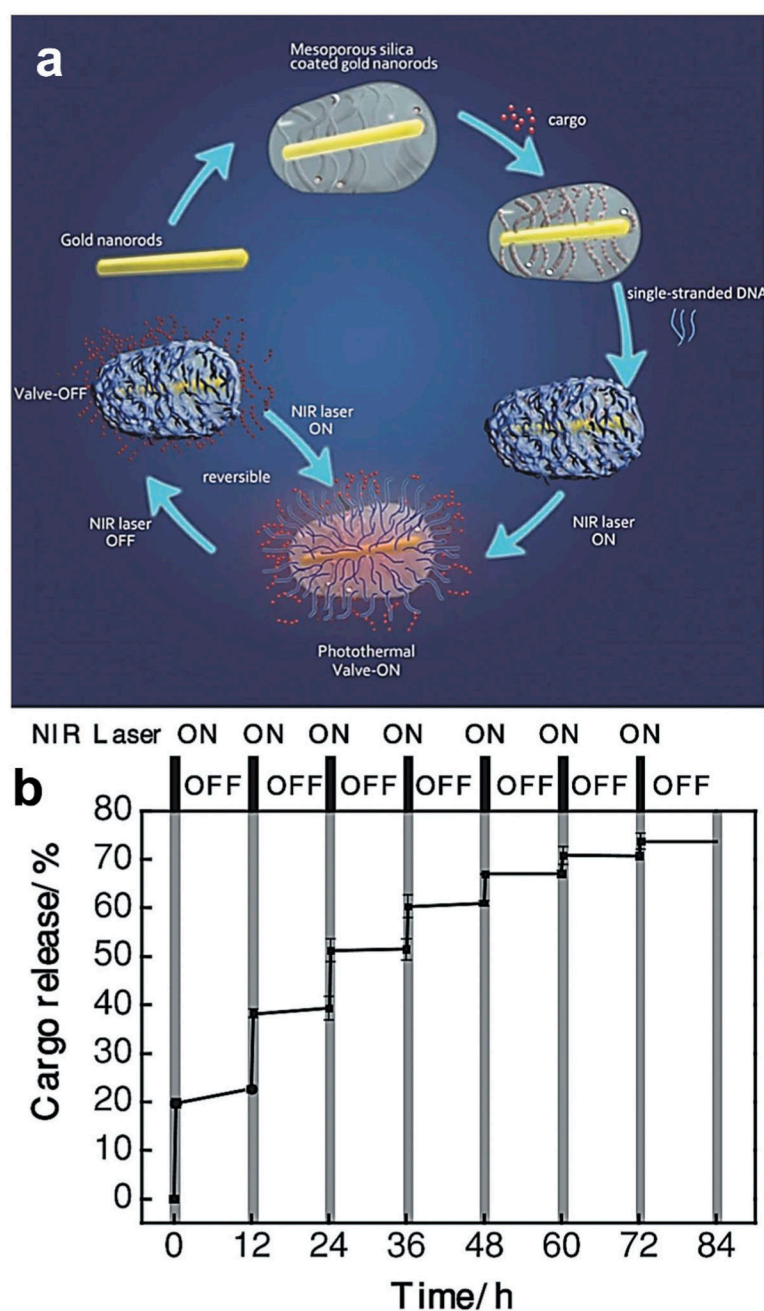 a
Mesoporous silica
coated gold nanorods
cargo
Gold nanorods
single-stranded DNA
Valve-OFF
NIR laser
ON
reversible
NIR laser
OFF
NIR laser
ON
Photothermal
Valve-ON
NIR Laser ON ON ON ON ON ON ON
b
OFF OFF OFF OFF OFF OFF OFF
80
70
60
50
40
30
20
10
0
Cargo release/ %
0 12 24 36 48 60 72 84
Time/ h